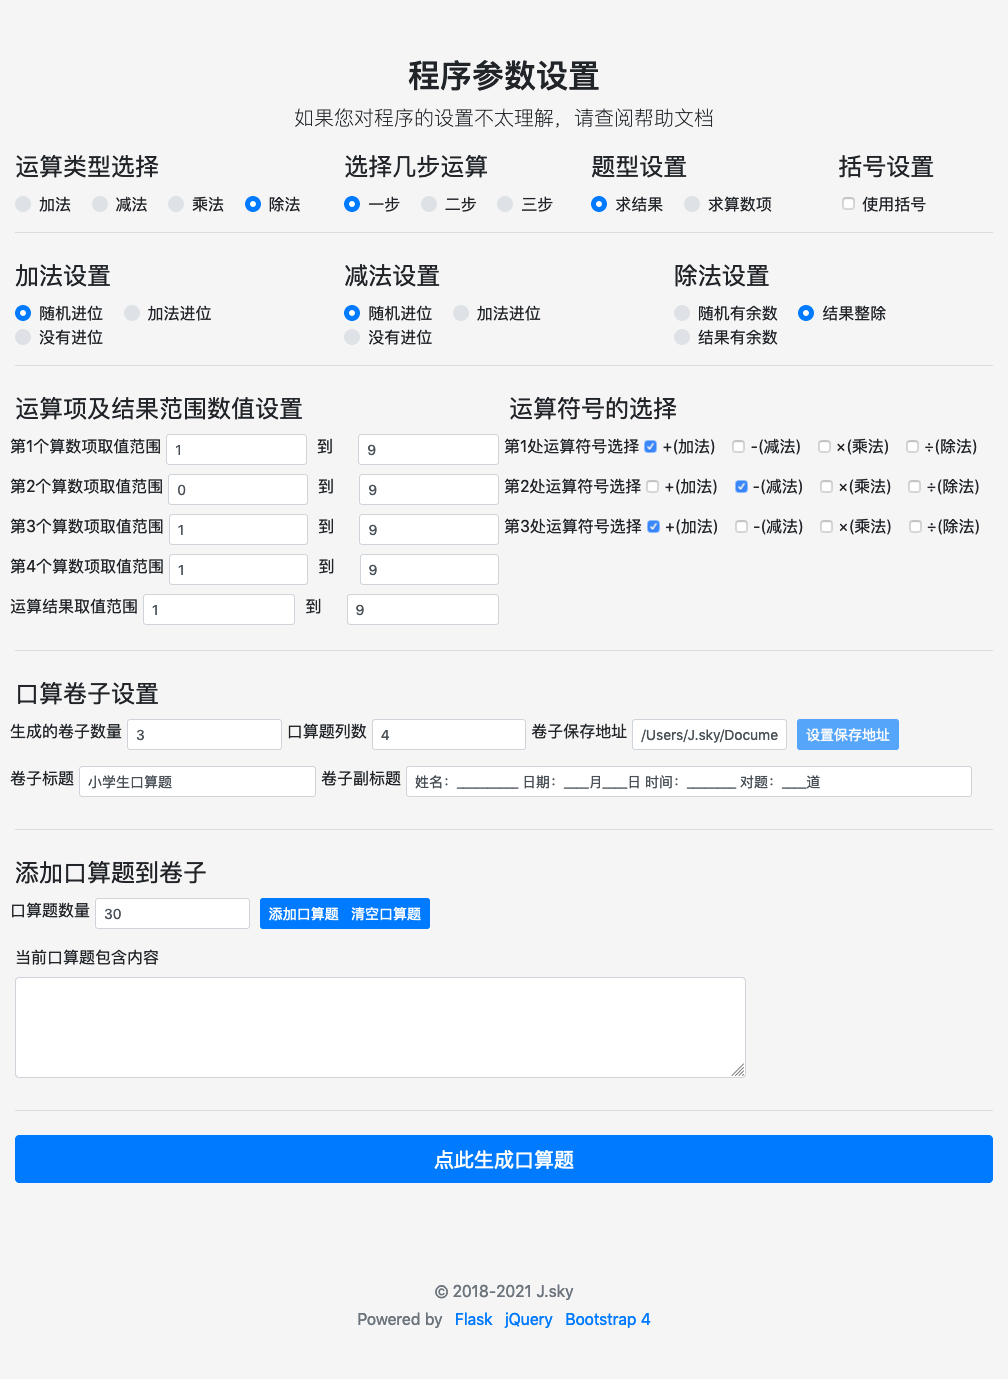 程序参数设置
如果您对程序的设置不太理解，请查阅帮助文档
运算类型选择 选择几步运算 题型设置 括号设置
加法 减法 乘法 除法 一步 二步 三步 求结果 求算数项 使用括号
加法设置 减法设置 除法设置
随机进位 加法进位 随机进位 加法进位 随机有余数 结果整除
没有进位 没有进位 结果有余数
运算项及结果范围数值设置 运算符号的选择
第1个算数项取值范围 1 到 9 第1处运算符号选择 +(加法) -(减法) ×(乘法) ÷(除法)
第2个算数项取值范围 0 到 9 第2处运算符号选择 +(加法) -(减法) ×(乘法) ÷(除法)
第3个算数项取值范围 1 到 9 第3处运算符号选择 +(加法) -(减法) ×(乘法) ÷(除法)
第4个算数项取值范围 1 到 9
运算结果取值范围 1 到 9
口算卷子设置
生成的卷子数量 3 口算题列数 4 卷子保存地址 /Users/J.sky/Docume 设置保存地址
卷子标题 小学生口算题 卷子副标题 姓名：__________ 日期：____月____日 时间：________ 对题：____道
添加口算题到卷子
口算题数量 30 添加口算题 清空口算题
当前口算题包含内容
点此生成口算题
© 2018-2021 J.sky
Powered by Flask jQuery Bootstrap 4